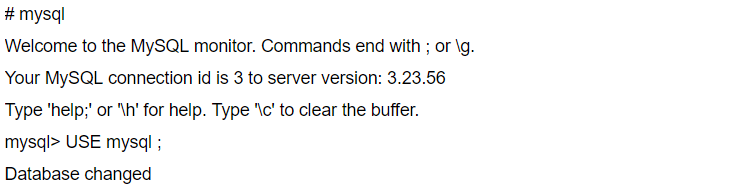 # mysql
Welcome to the MySQL monitor. Commands end with ; or \g.
Your MySQL connection id is 3 to server version: 3.23.56
Type 'help;' or '\h' for help. Type '\c' to clear the buffer.
mysql> USE mysql ;
Database changed